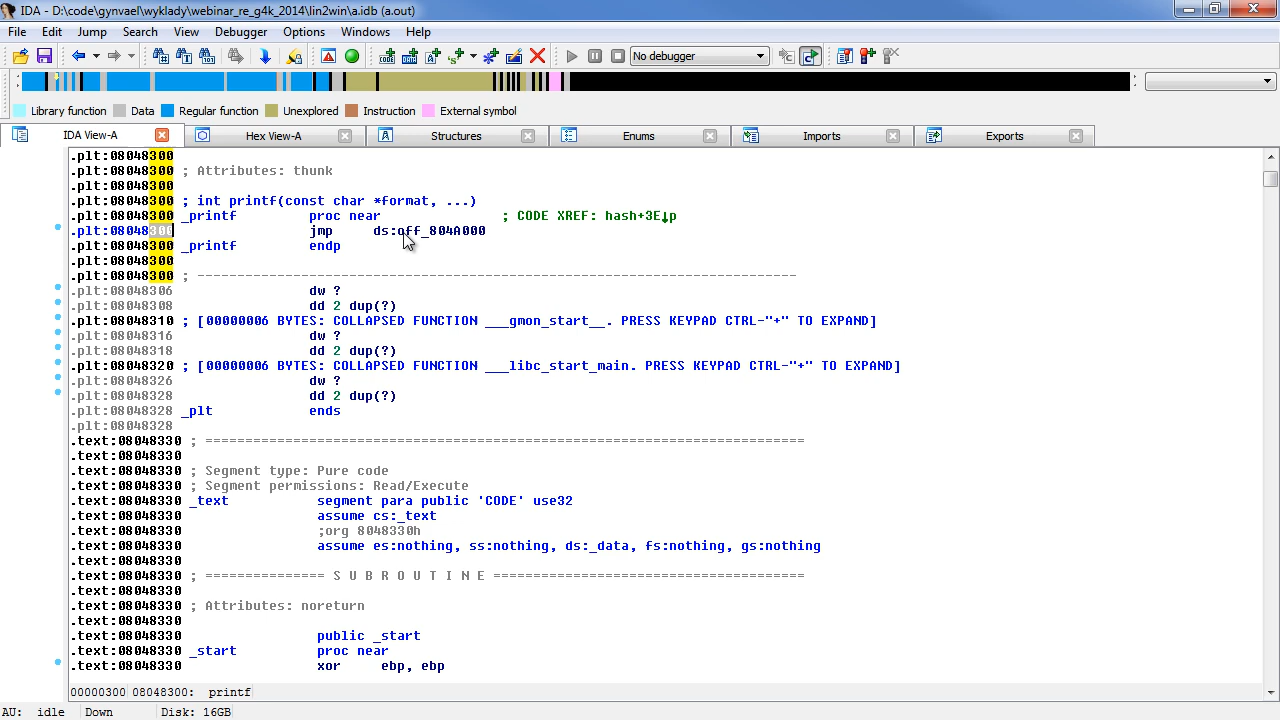 IDA - D:\code\gynvael\wyklady\webinar_re_g4k_2014\lin2win\a.idb (a.out)
File Edit Jump Search View Debugger Options Windows Help
No debugger
Library function Data Regular function Unexplored Instruction External symbol
IDA View-A Hex View-A Structures Enums Imports Exports
.plt:08048300
.plt:08048300 ; Attributes: thunk
.plt:08048300
.plt:08048300 ; int printf(const char *format, ...)
.plt:08048300 _printf proc near ; CODE XREF: hash+3E↓p
.plt:08048300 jmp ds:off_804A000
.plt:08048300 _printf endp
.plt:08048300
.plt:08048300 ; ---------------------------------------------------------------------------
.plt:08048306 dw ?
.plt:08048308 dd 2 dup(?)
.plt:08048310 ; [00000006 BYTES: COLLAPSED FUNCTION ___gmon_start__. PRESS KEYPAD CTRL-"+" TO EXPAND]
.plt:08048316 dw ?
.plt:08048318 dd 2 dup(?)
.plt:08048320 ; [00000006 BYTES: COLLAPSED FUNCTION ___libc_start_main. PRESS KEYPAD CTRL-"+" TO EXPAND]
.plt:08048326 dw ?
.plt:08048328 dd 2 dup(?)
.plt:08048328 _plt ends
.plt:08048328
.text:08048330 ; ===========================================================================
.text:08048330
.text:08048330 ; Segment type: Pure code
.text:08048330 ; Segment permissions: Read/Execute
.text:08048330 _text segment para public 'CODE' use32
.text:08048330 assume cs:_text
.text:08048330 ;org 8048330h
.text:08048330 assume es:nothing, ss:nothing, ds:_data, fs:nothing, gs:nothing
.text:08048330
.text:08048330 ; =============== S U B R O U T I N E =======================================
.text:08048330
.text:08048330 ; Attributes: noreturn
.text:08048330
.text:08048330 public _start
.text:08048330 _start proc near
.text:08048330 xor ebp, ebp
00000300 08048300: printf
AU: idle Down Disk: 16GB